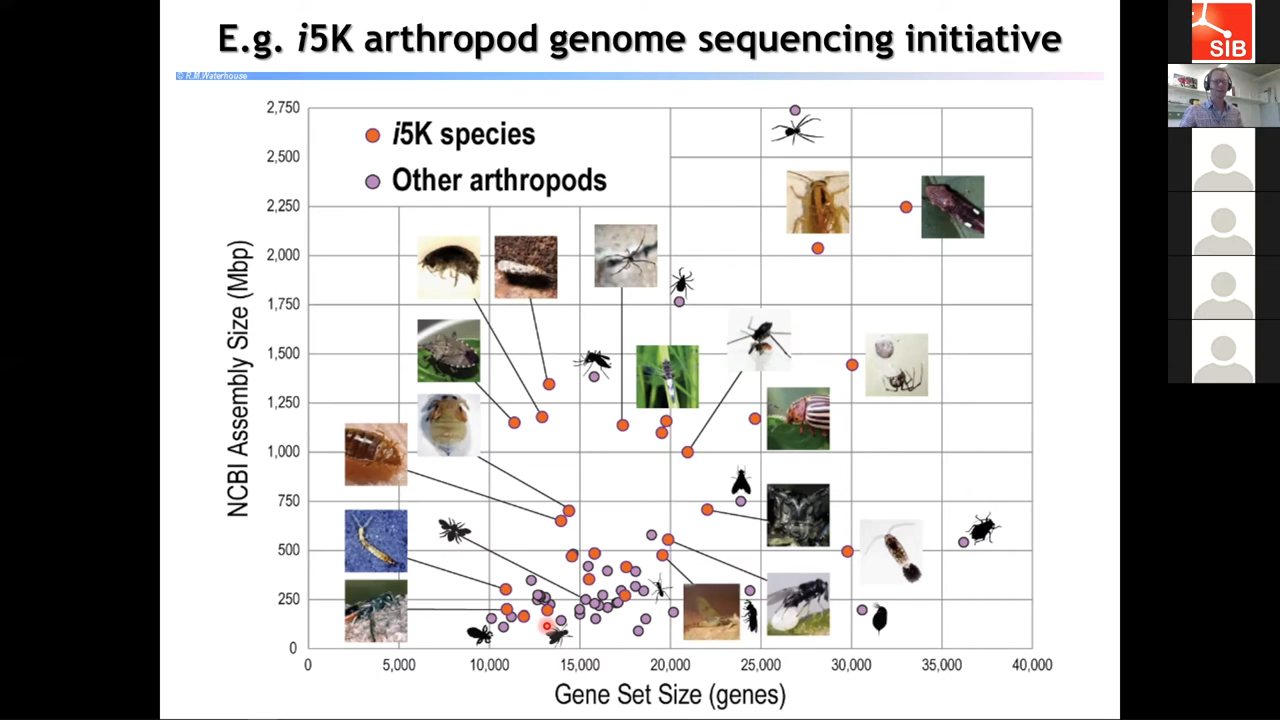 E.g. i5K arthropod genome sequencing initiative
© R.M.Waterhouse
SIB
i5K species
Other arthropods
NCBI Assembly Size (Mbp)
2,750
2,500
2,250
2,000
1,750
1,500
1,250
1,000
750
500
250
0
0 5,000 10,000 15,000 20,000 25,000 30,000 35,000 40,000
Gene Set Size (genes)